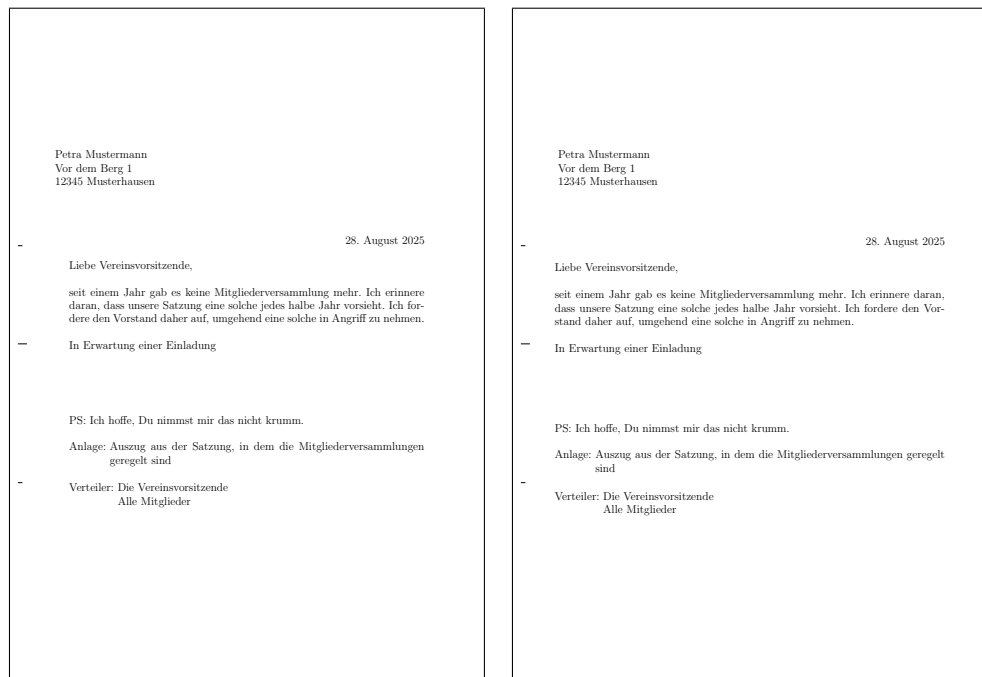 Petra Mustermann
Vor dem Berg 1
12345 Musterhausen
28. August 2025
Liebe Vereinsvorsitzende,
seit einem Jahr gab es keine Mitgliederversammlung mehr. Ich erinnere
daran, dass unsere Satzung eine solche jedes halbe Jahr vorsieht. Ich for-
dere den Vorstand daher auf, umgehend eine solche in Angriff zu nehmen.
In Erwartung einer Einladung
PS: Ich hoffe, Du nimmst mir das nicht krumm.
Anlage: Auszug aus der Satzung, in dem die Mitgliederversammlungen
geregelt sind
Verteiler: Die Vereinsvorsitzende
Alle Mitglieder
Petra Mustermann
Vor dem Berg 1
12345 Musterhausen
28. August 2025
Liebe Vereinsvorsitzende,
seit einem Jahr gab es keine Mitgliederversammlung mehr. Ich erinnere daran,
dass unsere Satzung eine solche jedes halbe Jahr vorsieht. Ich fordere den Vor-
stand daher auf, umgehend eine solche in Angriff zu nehmen.
In Erwartung einer Einladung
PS: Ich hoffe, Du nimmst mir das nicht krumm.
Anlage: Auszug aus der Satzung, in dem die Mitgliederversammlungen geregelt
sind
Verteiler: Die Vereinsvorsitzende
Alle Mitglieder